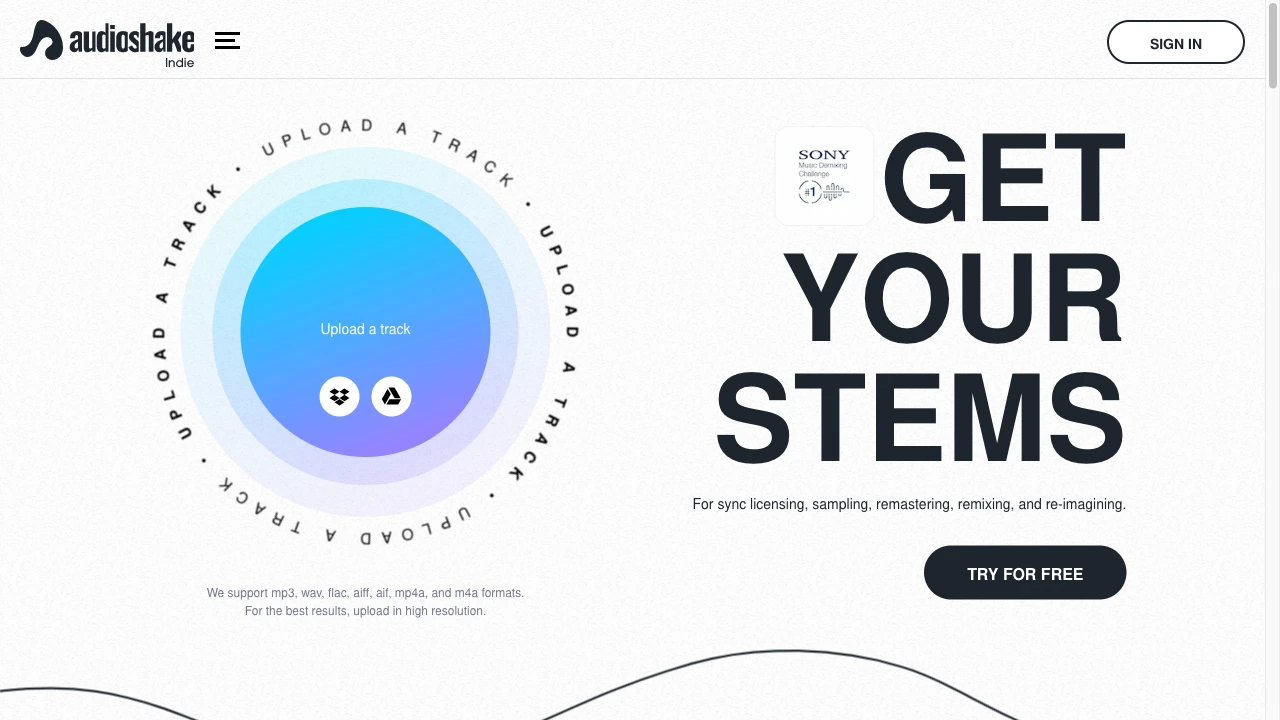 audioshake
Indie
SIGN IN
UPLOAD A TRACK • UPLOAD A TRACK • UPLOAD A TRACK • UPLOAD A TRACK •
Upload a track
We support mp3, wav, flac, aiff, aif, mp4a, and m4a formats.
For the best results, upload in high resolution.
SONY
Music Demixing
Challenge
#1
GET
YOUR
STEMS
For sync licensing, sampling, remastering, remixing, and re-imagining.
TRY FOR FREE